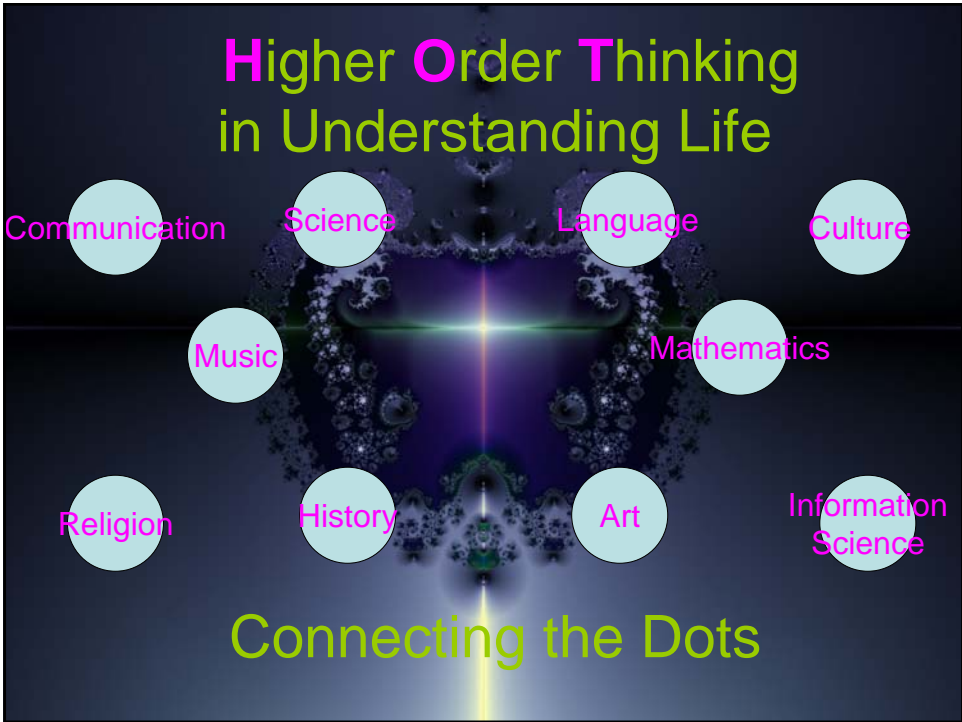 Higher Order Thinking
in Understanding Life
Communication
Science
Language
Culture
Music
Mathematics
Religion
History
Art
Information
Science
Connecting the Dots